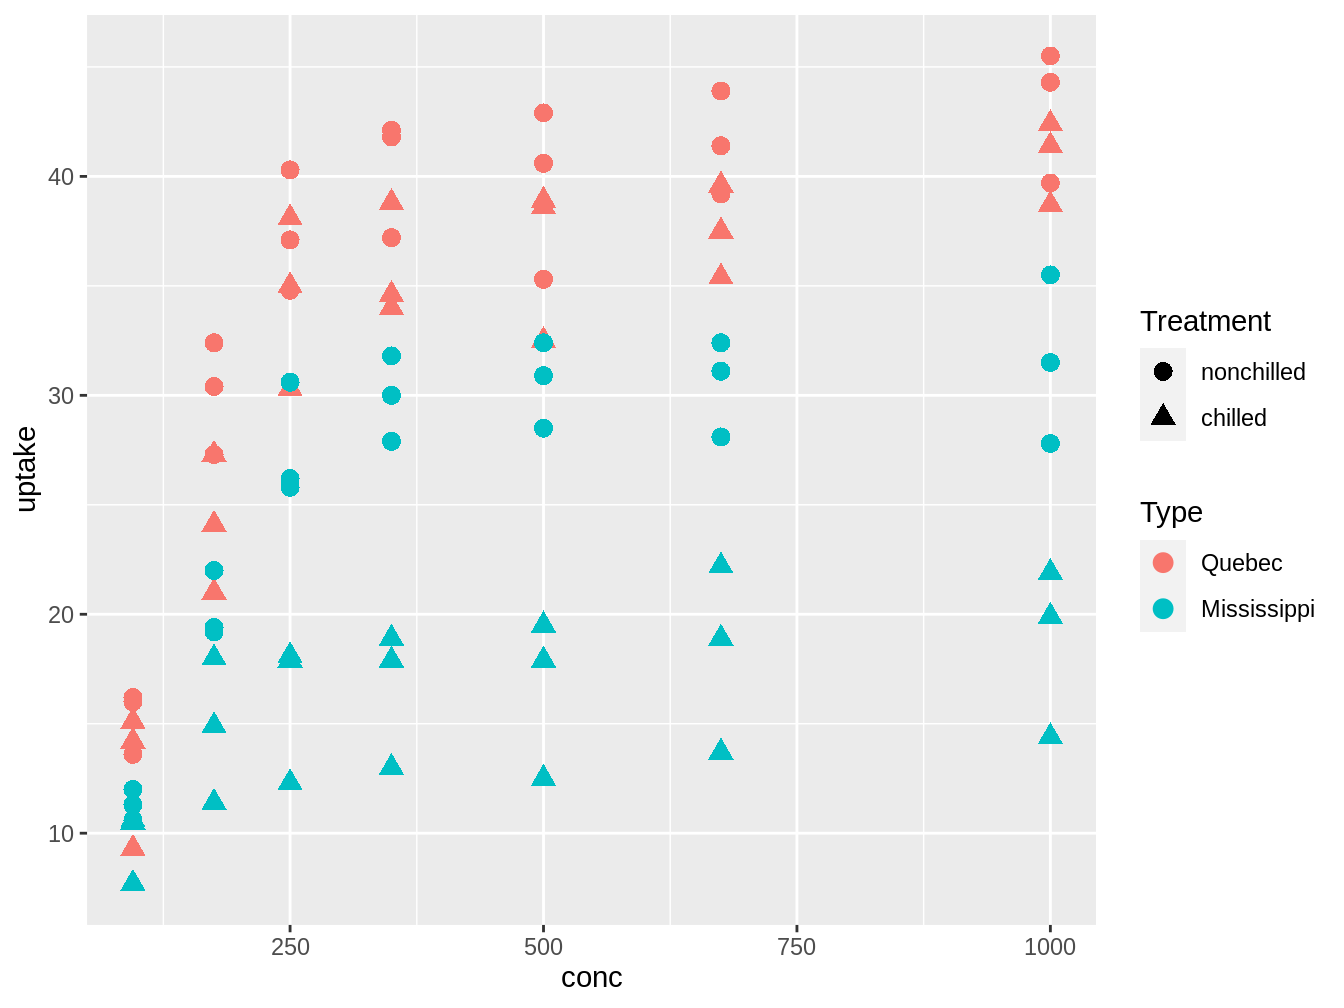 uptake
40
30
20
10
250
500
750
1000
conc
Treatment
nonchilled
chilled
Type
Quebec
Mississippi